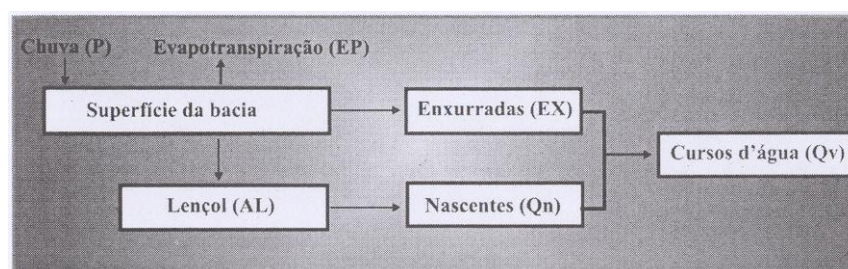 Chuva (P) Evapotranspiração (EP)
Superfície da bacia
Enxurradas (EX)
Cursos d'água (Qv)
Lençol (AL)
Nascentes (Qn)